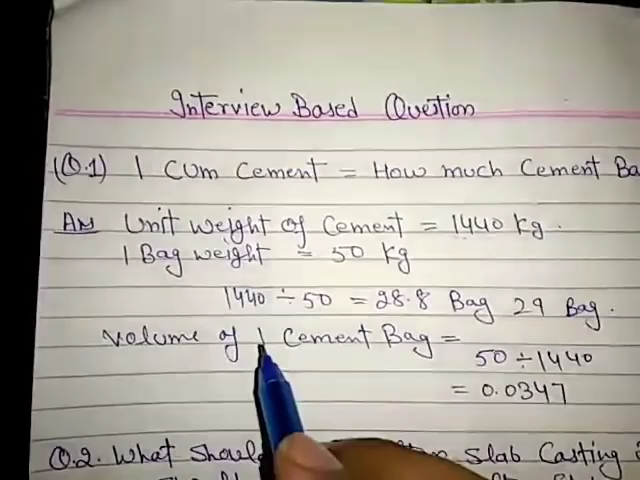 Interview Based Question
(Q.1) 1 CUM Cement = How much Cement Ba
Ans Unit weight of Cement = 1440 Kg.
1 Bag weight = 50 Kg
1440 ÷ 50 = 28.8 Bag 29 Bag.
Volume of 1 Cement Bag =
50 ÷ 1440
= 0.0347
Q.2. What Should Slab Casting